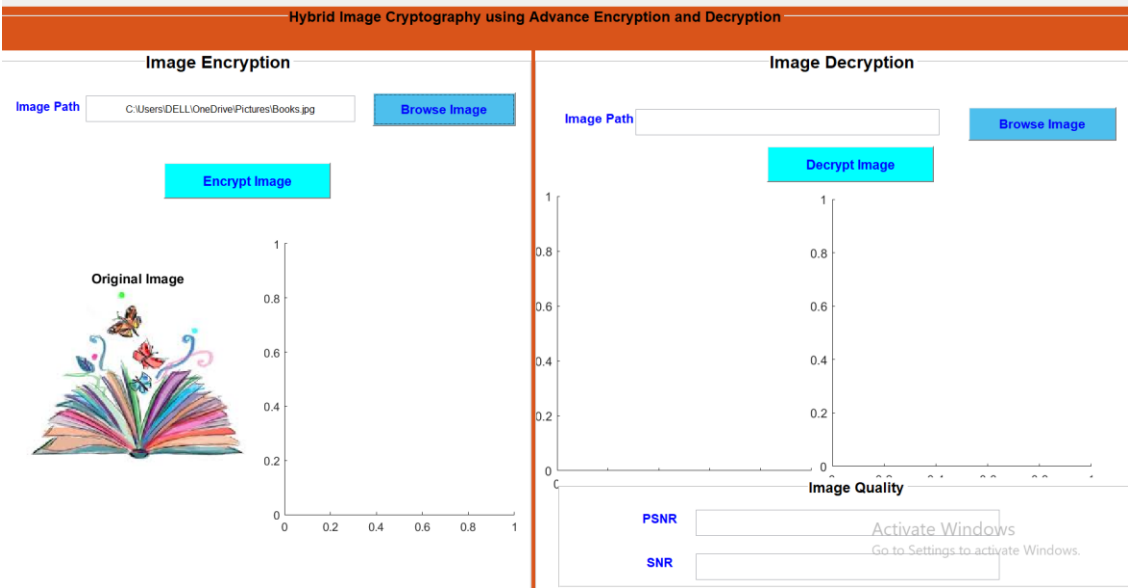 Hybrid Image Cryptography using Advance Encryption and Decryption
Image Encryption
Image Path
C:\Users\DELL\OneDrive\Pictures\Books.jpg
Browse Image
Encrypt Image
Original Image
1
0.8
0.6
0.4
0.2
0
0 0.2 0.4 0.6 0.8 1
Image Decryption
Image Path
Browse Image
Decrypt Image
1
0.8
0.6
0.4
0.2
0
1
0.8
0.6
0.4
0.2
0
Image Quality
PSNR
SNR
Activate Windows
Go to Settings to activate Windows.